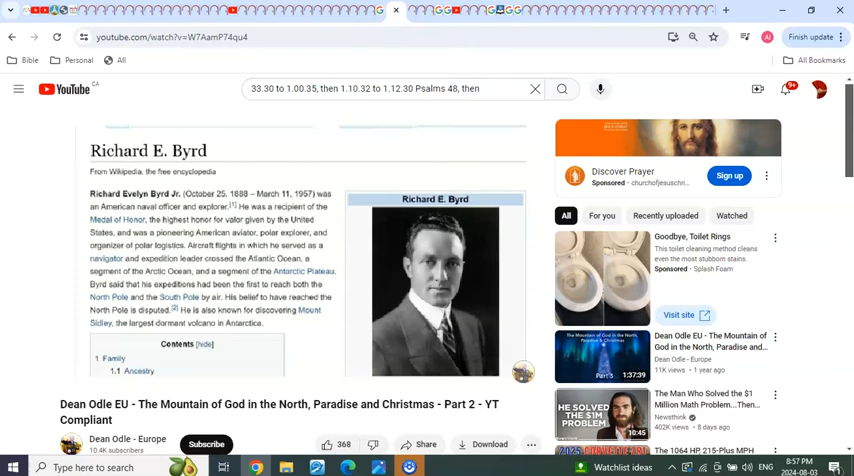 Finish update
youtube.com/watch?v=W7AamP74qu4
Bible
Personal
All
All Bookmarks
YouTube CA
33.30 to 1.00.35, then 1.10.32 to 1.12.30 Psalms 48, then
9+
Richard E. Byrd
From Wikipedia, the free encyclopedia
Richard Evelyn Byrd Jr. (October 25, 1888 – March 11, 1957) was
an American naval officer and explorer.[1] He was a recipient of the
Medal of Honor, the highest honor for valor given by the United
States, and was a pioneering American aviator, polar explorer, and
organizer of polar logistics. Aircraft flights in which he served as a
navigator and expedition leader crossed the Atlantic Ocean, a
segment of the Arctic Ocean, and a segment of the Antarctic Plateau.
Byrd said that his expeditions had been the first to reach both the
North Pole and the South Pole by air. His belief to have reached the
North Pole is disputed.[2] He is also known for discovering Mount
Sidley, the largest dormant volcano in Antarctica.
Contents [hide]
1 Family
1.1 Ancestry
Richard E. Byrd
Dean Odle EU - The Mountain of God in the North, Paradise and Christmas - Part 2 - YT
Compliant
Dean Odle - Europe
10.4K subscribers
Subscribe
368
Share
Download
Discover Prayer
Sponsored · churchofjesuschri...
Sign up
All
For you
Recently uploaded
Watched
Goodbye, Toilet Rings
This toilet cleaning method cleans
even the most stubborn stains.
Sponsored · Splash Foam
Visit site
The Mountain of God in the North,
Paradise & Christmas
Part 3
1:37:39
Dean Odle EU - The Mountain of
God in the North, Paradise and...
Dean Odle - Europe
11K views · 1 year ago
HE SOLVED
THE $1M
PROBLEM
10:45
The Man Who Solved the $1
Million Math Problem...Then...
Newsthink
402K views · 8 days ago
The 1064 HP, 215-Plus MPH
Type here to search
Watchlist ideas
ENG
8:57 PM
2024-08-03